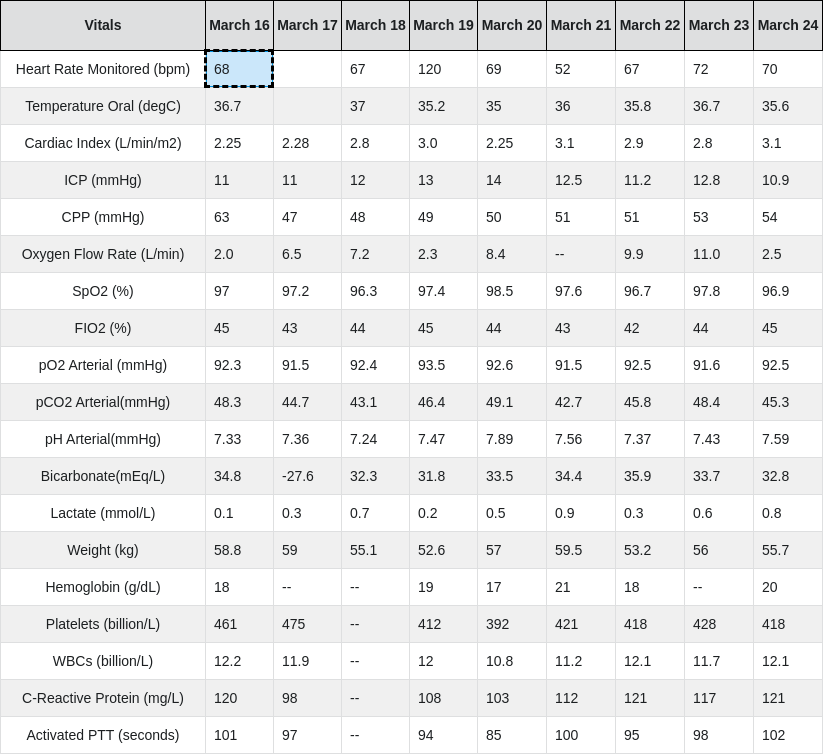 Vitals March 16 March 17 March 18 March 19 March 20 March 21 March 22 March 23 March 24
Heart Rate Monitored (bpm) 68 67 120 69 52 67 72 70
Temperature Oral (degC) 36.7 37 35.2 35 36 35.8 36.7 35.6
Cardiac Index (L/min/m2) 2.25 2.28 2.8 3.0 2.25 3.1 2.9 2.8 3.1
ICP (mmHg) 11 11 12 13 14 12.5 11.2 12.8 10.9
CPP (mmHg) 63 47 48 49 50 51 51 53 54
Oxygen Flow Rate (L/min) 2.0 6.5 7.2 2.3 8.4 -- 9.9 11.0 2.5
SpO2 (%) 97 97.2 96.3 97.4 98.5 97.6 96.7 97.8 96.9
FIO2 (%) 45 43 44 45 44 43 42 44 45
pO2 Arterial (mmHg) 92.3 91.5 92.4 93.5 92.6 91.5 92.5 91.6 92.5
pCO2 Arterial(mmHg) 48.3 44.7 43.1 46.4 49.1 42.7 45.8 48.4 45.3
pH Arterial(mmHg) 7.33 7.36 7.24 7.47 7.89 7.56 7.37 7.43 7.59
Bicarbonate(mEq/L) 34.8 -27.6 32.3 31.8 33.5 34.4 35.9 33.7 32.8
Lactate (mmol/L) 0.1 0.3 0.7 0.2 0.5 0.9 0.3 0.6 0.8
Weight (kg) 58.8 59 55.1 52.6 57 59.5 53.2 56 55.7
Hemoglobin (g/dL) 18 -- -- 19 17 21 18 -- 20
Platelets (billion/L) 461 475 -- 412 392 421 418 428 418
WBCs (billion/L) 12.2 11.9 -- 12 10.8 11.2 12.1 11.7 12.1
C-Reactive Protein (mg/L) 120 98 -- 108 103 112 121 117 121
Activated PTT (seconds) 101 97 -- 94 85 100 95 98 102